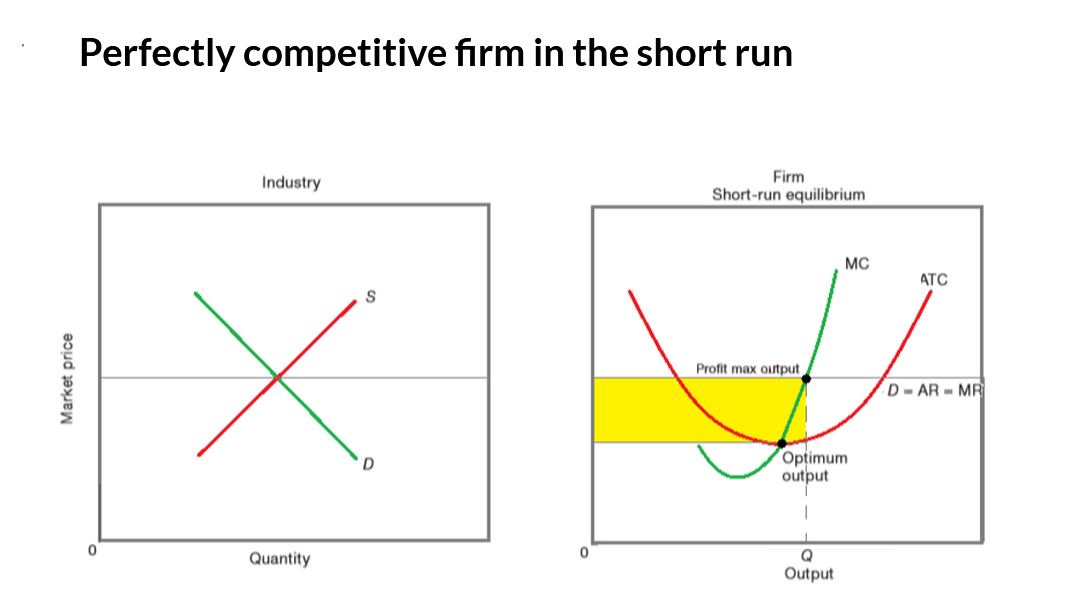 Perfectly competitive firm in the short run
Industry
S
D
Market price
0
Quantity
Firm
Short-run equilibrium
MC
ATC
Profit max output
D = AR = MR
Optimum
output
0
Q
Output